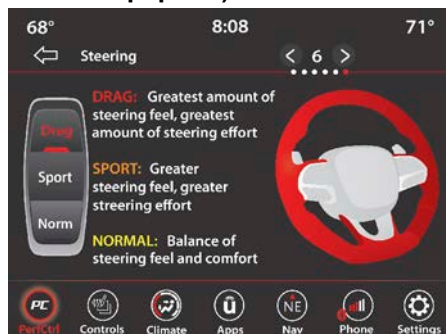 68°
8:08
71°
Steering
< 6 >
DRAG: Greatest amount of
steering feel, greatest
amount of steering effort
Drag
Sport
Norm
SPORT: Greater
steering feel, greater
streering effort
NORMAL: Balance of
steering feel and comfort
PC
PerfCtrl
Controls
Climate
û
Apps
NE
Nav
Phone
Settings